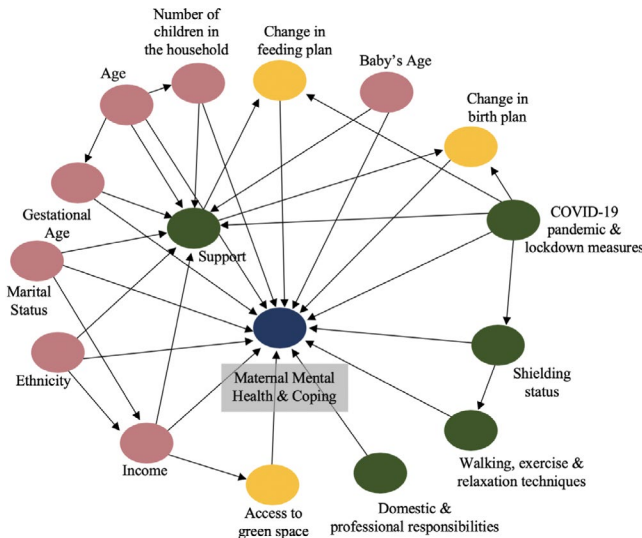 Number of
children in
the household
Change in
feeding plan
Baby's Age
Age
Change in
birth plan
Gestational
Age
Support
COVID-19
pandemic &
lockdown measures
Marital
Status
Ethnicity
Maternal Mental
Health & Coping
Shielding
status
Income
Walking, exercise &
relaxation techniques
Access to
green space
Domestic &
professional responsibilities